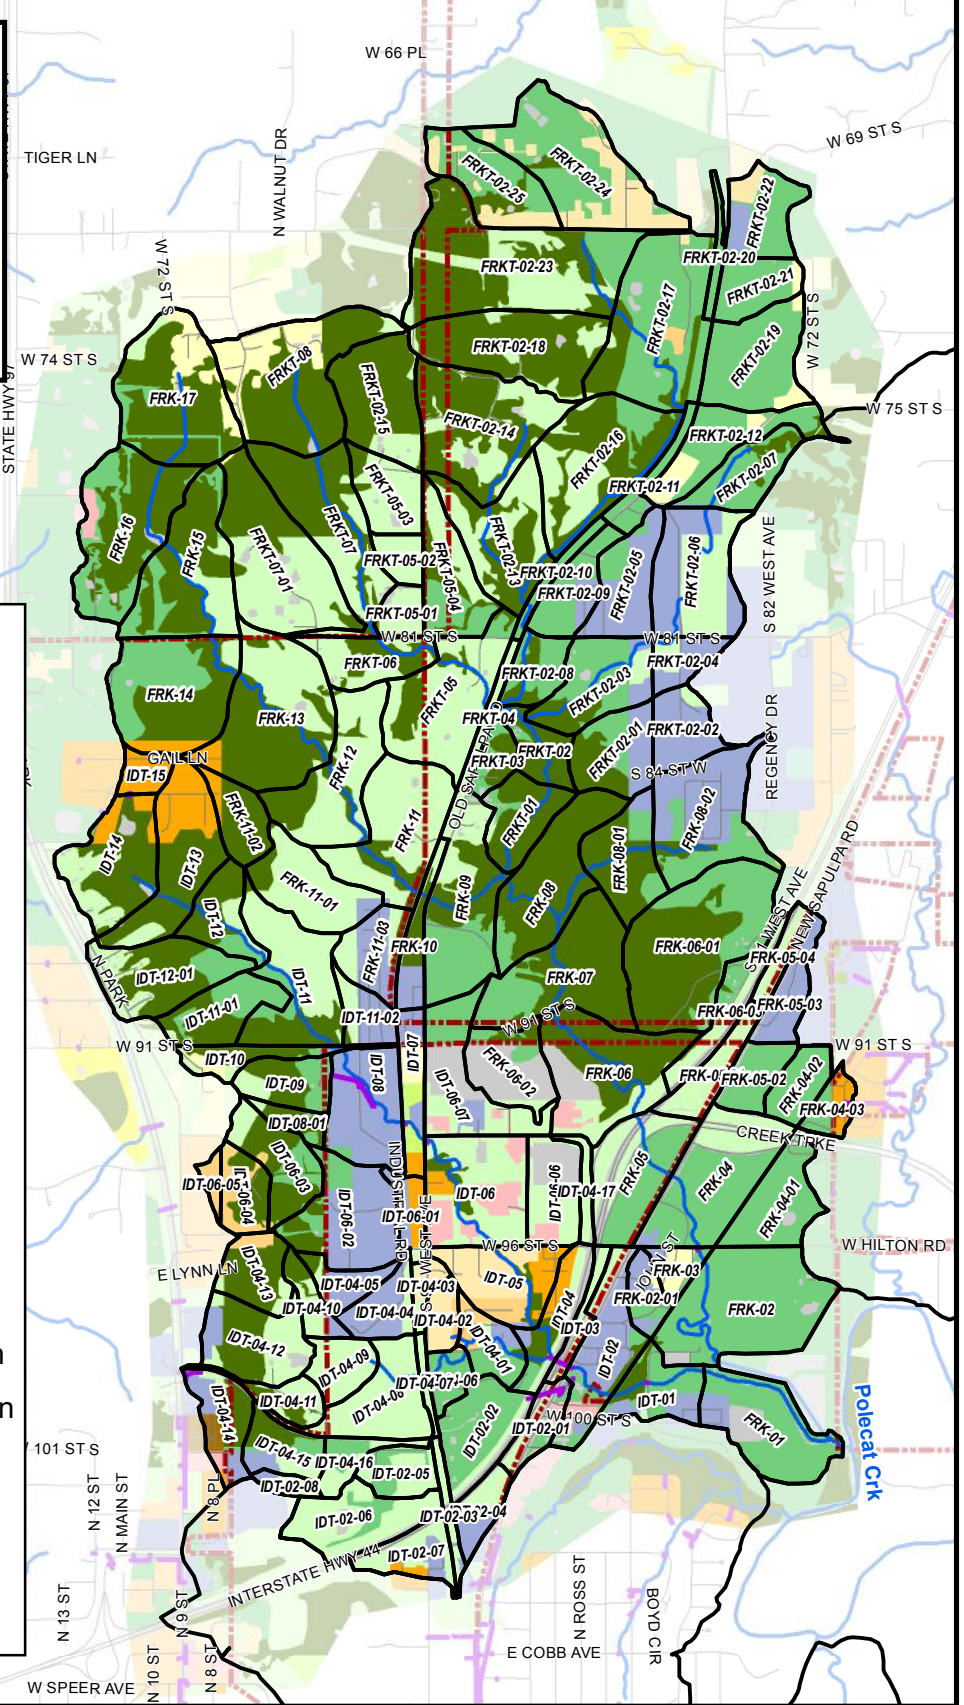 W 66 PL
W 69 ST S
TIGER LN
N WALNUT DR
FRKT-02-25
FRKT-02-24
FRKT-02-22
W 72 ST S
FRKT-02-20
FRKT-02-23
FRKT-02-21
FRKT-02-17
W 72 ST S
FRKT-02-19
W 74 ST S
FRKT-02-18
FRKT-08
STATE HWY 97
FRK-17
FRKT-02-15
W 75 ST S
FRKT-02-14
FRKT-02-12
FRKT-02-16
FRKT-02-07
FRKT-05-03
FRKT-02-11
FRK-16
FRK-15
FRKT-07
FRKT-07-01
FRKT-02-13
FRKT-05-02
FRKT-05-04
FRKT-02-10
FRKT-02-09
FRKT-02-05
FRKT-02-06
S 82 WEST AVE
FRKT-05-01
W 81 ST S
W 81 ST S
FRKT-06
FRKT-02-04
FRKT-02-08
FRKT-02-03
FRK-14
FRKT-05
FRK-13
FRKT-04
FRKT-02-02
REGENCY DR
FRKT-02
FRKT-02-01
FRKT-03
GAIL LN
IDT-15
FRK-12
S 84 ST W
OLD SAPULPA RD
FRK-11-02
FRK-11
FRKT-01
FRK-08-02
IDT-14
IDT-13
FRK-08-01
NEW SAPULPA RD
FRK-11-01
FRK-09
FRK-08
IDT-12
FRK-11-03
FRK-10
FRK-06-01
FRK-05-04
N PARK
IDT-12-01
FRK-07
IDT-11
IDT-11-01
IDT-11-02
FRK-06-03
FRK-05-03
W 91 ST S
W 91 ST S
W 91 ST S
IDT-10
IDT-07
IDT-08
FRK-06-02
FRK-06
IDT-09
IDT-06-07
FRK-05-02
FRK-04-02
FRK-04-03
IDT-08-01
CREEK TPKE
IDT-06-03
FRK-05
IDT-06-05
IDT-06-04
IDT-06
IDT-06-06
IDT-04-17
FRK-04
FRK-04-01
IDT-06-02
IDT-06-01
INDUSTRIAL RD
W 96 ST S
W HILTON RD
E LYNN LN
IDT-04-13
IDT-04-05
IDT-04-03
IDT-05
FRK-03
FRK-02-01
FRK-02
IDT-04-10
IDT-04-04
IDT-04-02
IDT-04
IDT-03
IDT-04-12
IDT-04-01
IDT-02
IDT-04-09
IDT-04-07
IDT-04-11
IDT-01
IDT-04-14
W 100 ST S
IDT-02-01
FRK-01
Polecat Crk
IDT-02-02
101 ST S
IDT-04-15
IDT-04-16
IDT-02-05
IDT-02-08
N 12 ST
N MAIN ST
N 8 PL
IDT-02-06
IDT-02-03
IDT-02-07
INTERSTATE HWY 44
N 13 ST
N 9 ST
N ROSS ST
BOYD CIR
N 10 ST
N 8 ST
E COBB AVE
W SPEER AVE